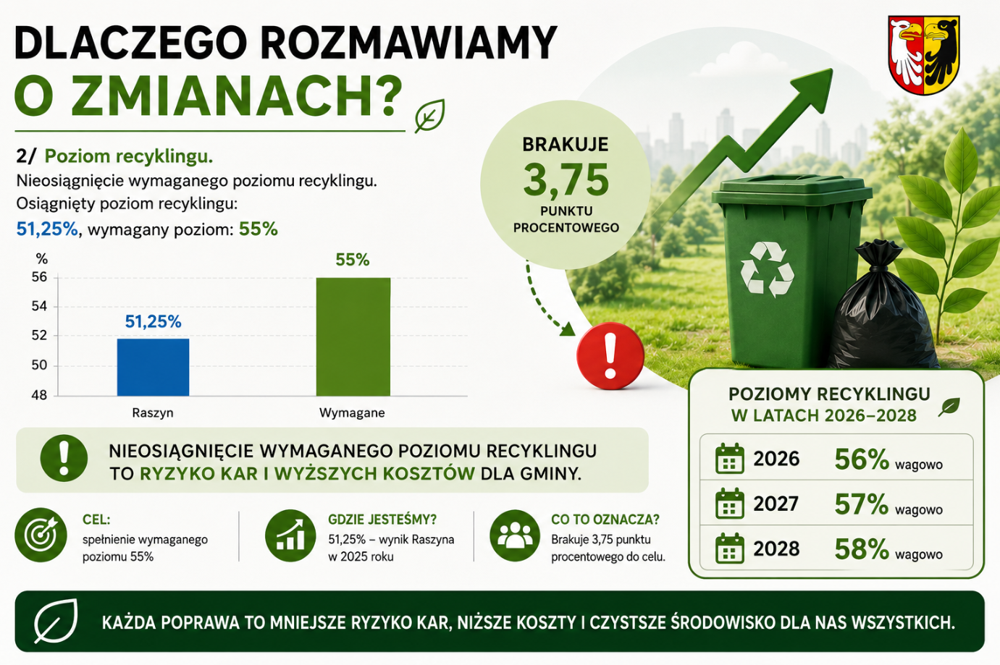 DLACZEGO ROZMAWIAMY
O ZMIANACH?
2/ Poziom recyklingu.
Nieosiągnięcie wymaganego poziomu recyklingu.
Osiągnięty poziom recyklingu:
51,25%, wymagany poziom: 55%
%
56
54
52
50
48
51,25%
55%
Raszyn
Wymagane
BRAKUJE
3,75
PUNKTU
PROCENTOWEGO
NIEOSIĄGNIĘCIE WYMAGANEGO POZIOMU RECYKLINGU
TO RYZYKO KAR I WYŻSZYCH KOSZTÓW DLA GMINY.
CEL:
spełnienie wymaganego
poziomu 55%
GDZIE JESTEŚMY?
51,25% – wynik Raszyna
w 2025 roku
CO TO OZNACZA?
Brakuje 3,75 punktu
procentowego do celu.
POZIOMY RECYKLINGU
W LATACH 2026–2028
2026 56% wagowo
2027 57% wagowo
2028 58% wagowo
KAŻDA POPRAWA TO MNIEJSZE RYZYKO KAR, NIŻSZE KOSZTY I CZYSTSZE ŚRODOWISKO DLA NAS WSZYSTKICH.